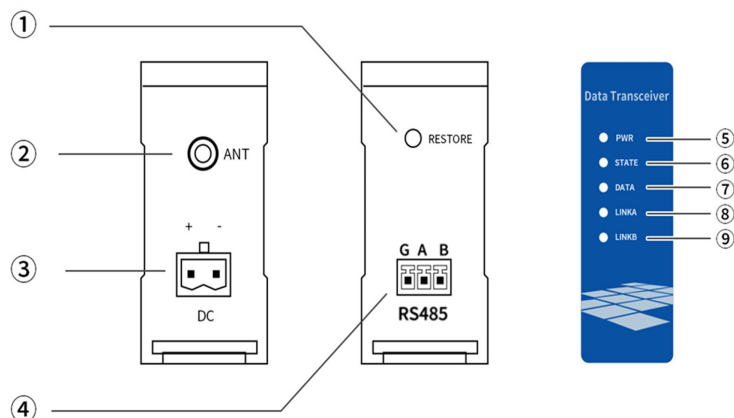 ①
② ANT
+ -
③
DC
④
RESTORE
G A B
RS485
Data Transceiver
PWR ⑤
STATE ⑥
DATA ⑦
LINKA ⑧
LINKB ⑨